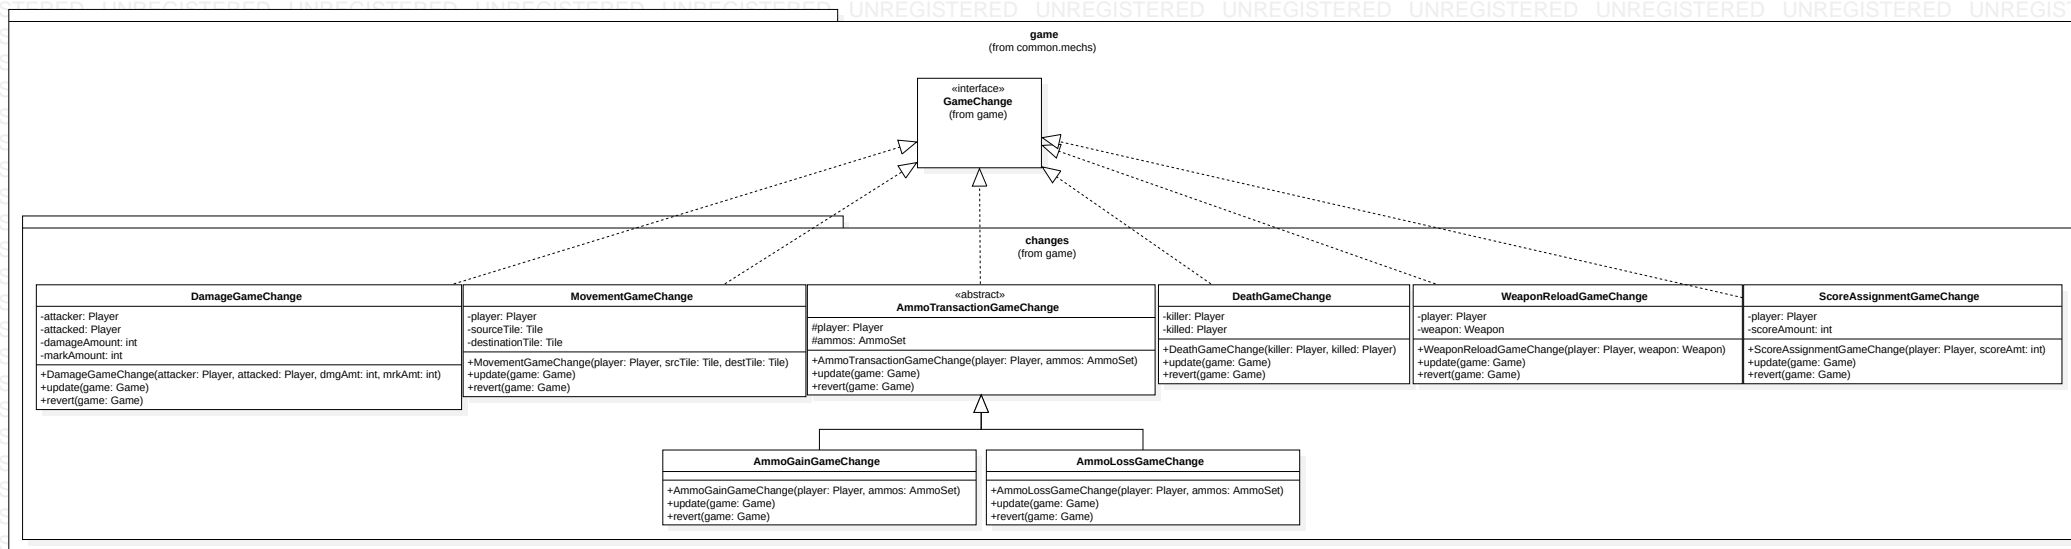 UNREGISTERED UNREGISTERED UNREGISTERED UNREGISTERED UNREGISTERED UNREGISTERED
game
(from common.mechs)
«interface»
GameChange
(from game)
changes
(from game)
DamageGameChange
-attacker: Player
-attacked: Player
-damageAmount: int
-markAmount: int
+DamageGameChange(attacker: Player, attacked: Player, dmgAmt: int, mrkAmt: int)
+update(game: Game)
+revert(game: Game)
MovementGameChange
-player: Player
-sourceTile: Tile
-destinationTile: Tile
+MovementGameChange(player: Player, srcTile: Tile, destTile: Tile)
+update(game: Game)
+revert(game: Game)
«abstract»
AmmoTransactionGameChange
#player: Player
#ammos: AmmoSet
+AmmoTransactionGameChange(player: Player, ammos: AmmoSet)
+update(game: Game)
+revert(game: Game)
DeathGameChange
-killer: Player
-killed: Player
+DeathGameChange(killer: Player, killed: Player)
+update(game: Game)
+revert(game: Game)
WeaponReloadGameChange
-player: Player
-weapon: Weapon
+WeaponReloadGameChange(player: Player, weapon: Weapon)
+update(game: Game)
+revert(game: Game)
ScoreAssignmentGameChange
-player: Player
-scoreAmount: int
+ScoreAssignmentGameChange(player: Player, scoreAmt: int)
+update(game: Game)
+revert(game: Game)
AmmoGainGameChange
+AmmoGainGameChange(player: Player, ammos: AmmoSet)
+update(game: Game)
+revert(game: Game)
AmmoLossGameChange
+AmmoLossGameChange(player: Player, ammos: AmmoSet)
+update(game: Game)
+revert(game: Game)